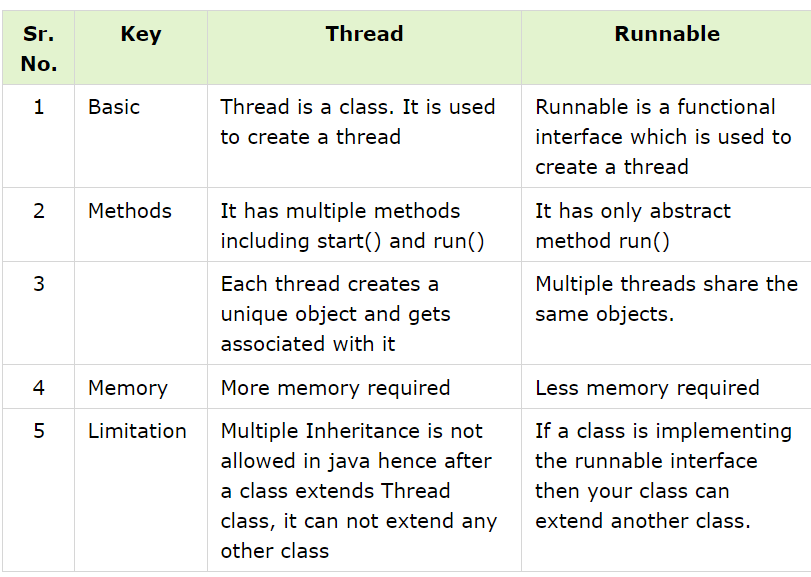 Sr. No.
Key
Thread
Runnable
1
Basic
Thread is a class. It is used
to create a thread
Runnable is a functional
interface which is used to
create a thread
2
Methods
It has multiple methods
including start() and run()
It has only abstract
method run()
3
Each thread creates a
unique object and gets
associated with it
Multiple threads share the
same objects.
4
Memory
More memory required
Less memory required
5
Limitation
Multiple Inheritance is not
allowed in java hence after
a class extends Thread
class, it can not extend any
other class
If a class is implementing
the runnable interface
then your class can
extend another class.